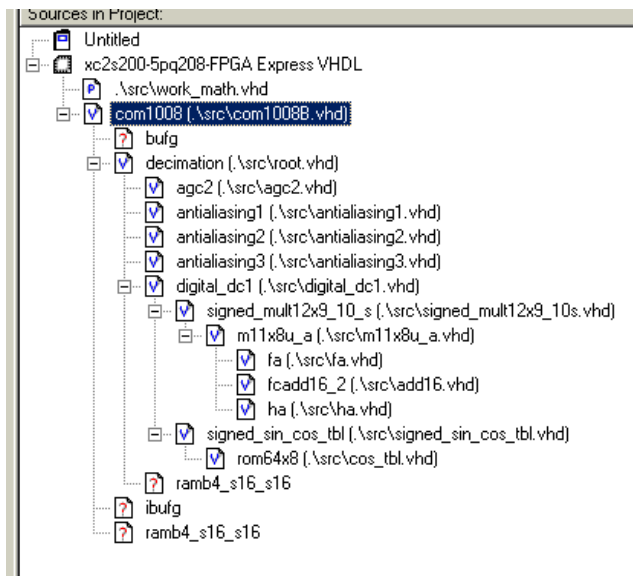 Sources in Project:
Untitled
xc2s200-5pq208-FPGA Express VHDL
.\src\work_math.vhd
com1008 (.\src\com1008B.vhd)
bufg
decimation (.\src\root.vhd)
agc2 (.\src\agc2.vhd)
antialiasing1 (.\src\antialiasing1.vhd)
antialiasing2 (.\src\antialiasing2.vhd)
antialiasing3 (.\src\antialiasing3.vhd)
digital_dc1 (.\src\digital_dc1.vhd)
signed_mult12x9_10_s (.\src\signed_mult12x9_10s.vhd)
m11x8u_a (.\src\m11x8u_a.vhd)
fa (.\src\fa.vhd)
fcadd16_2 (.\src\add16.vhd)
ha (.\src\ha.vhd)
signed_sin_cos_tbl (.\src\signed_sin_cos_tbl.vhd)
rom64x8 (.\src\cos_tbl.vhd)
ramb4_s16_s16
ibufg
ramb4_s16_s16